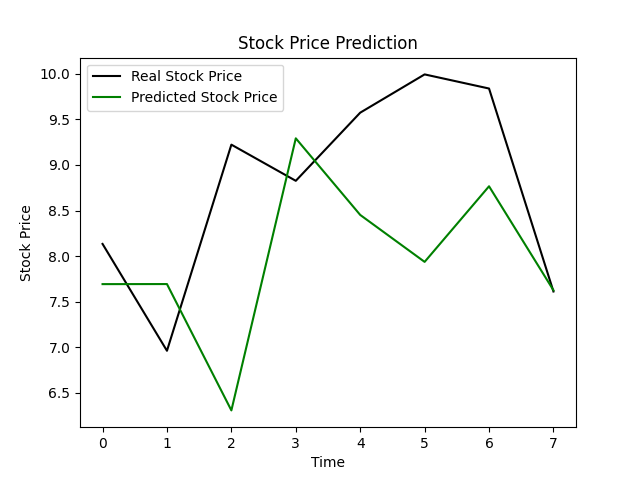 Stock Price Prediction
Real Stock Price
Predicted Stock Price
10.0
9.5
9.0
8.5
8.0
7.5
7.0
6.5
Stock Price
0 1 2 3 4 5 6 7
Time